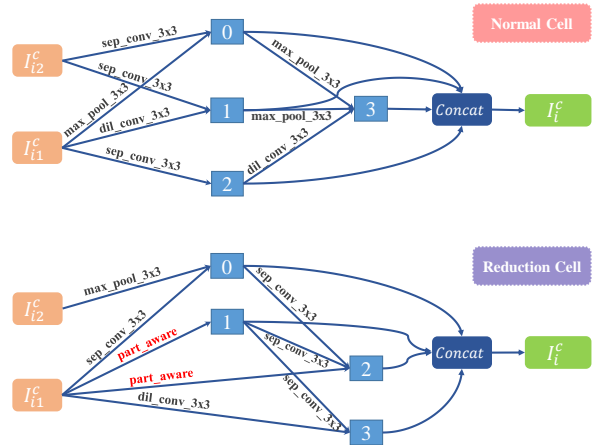 Normal Cell
sep_conv_3x3
0
I_{i2}^c
sep_conv_3x3
max_pool_3x3
max_pool_3x3
dil_conv_3x3
1
max_pool_3x3
3
Concat
I_i^c
I_{i1}^c
sep_conv_3x3
dil_conv_3x3
2
Reduction Cell
0
max_pool_3x3
sep_conv_3x3
I_{i2}^c
sep_conv_3x3
1
part_aware
sep_conv_3x3
Concat
I_i^c
part_aware
2
I_{i1}^c
dil_conv_3x3
sep_conv_3x3
3